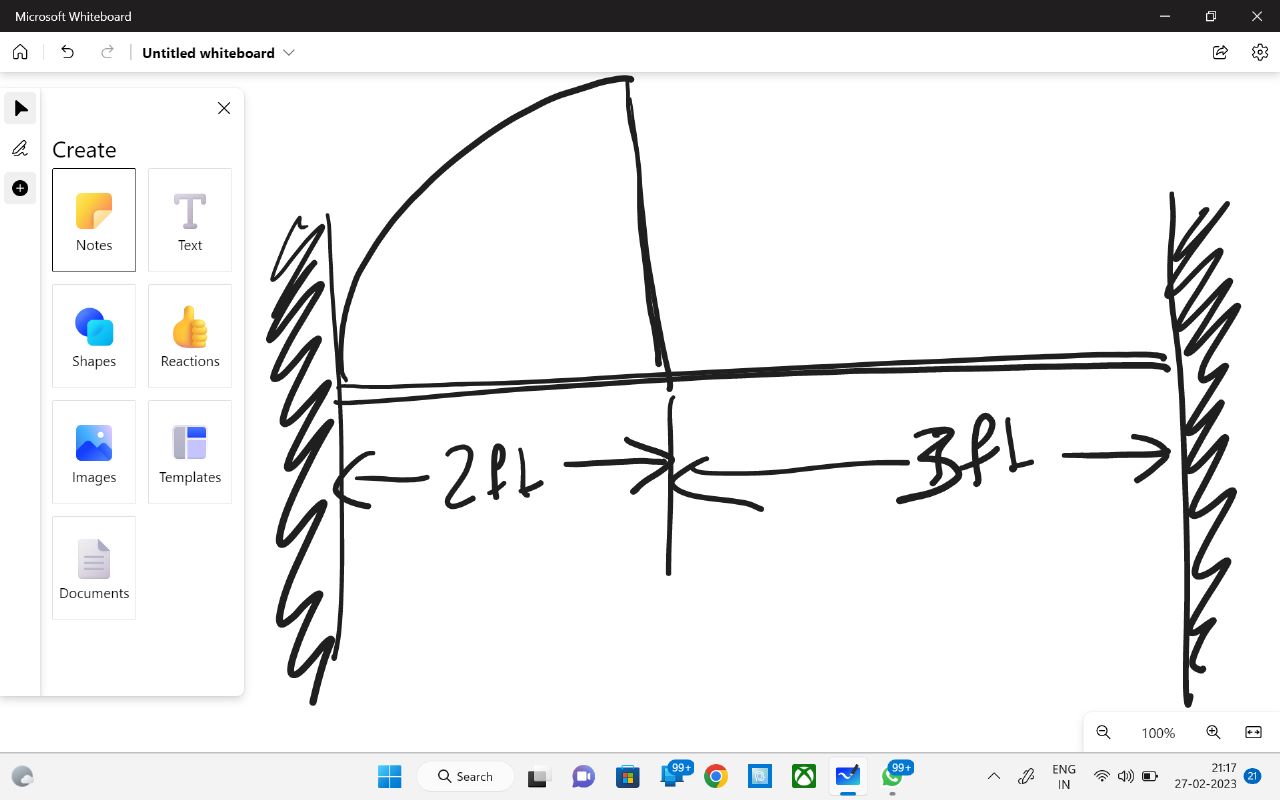 Microsoft Whiteboard
Untitled whiteboard
Create
Notes
Text
Shapes
Reactions
Images
Templates
Documents
2ft
3ft
100%
Search
99+
99+
ENG
IN
21:17
27-02-2023
21